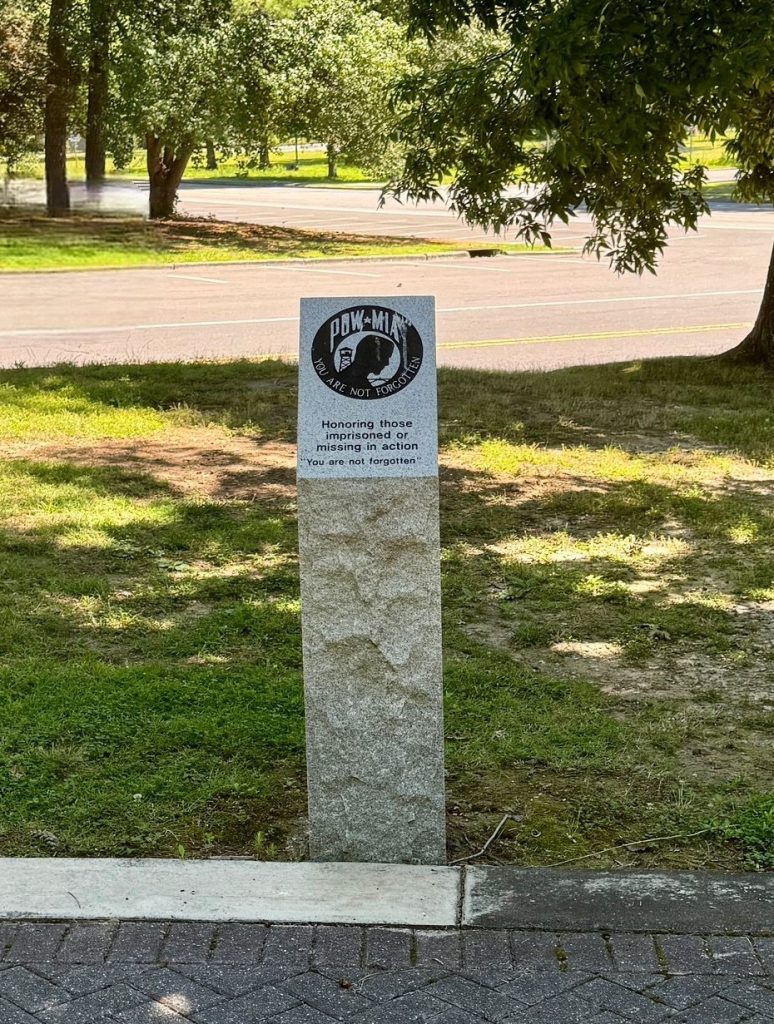 POW★MIA
YOU ARE NOT FORGOTTEN
Honoring those
imprisoned or
missing in action
"You are not forgotten"